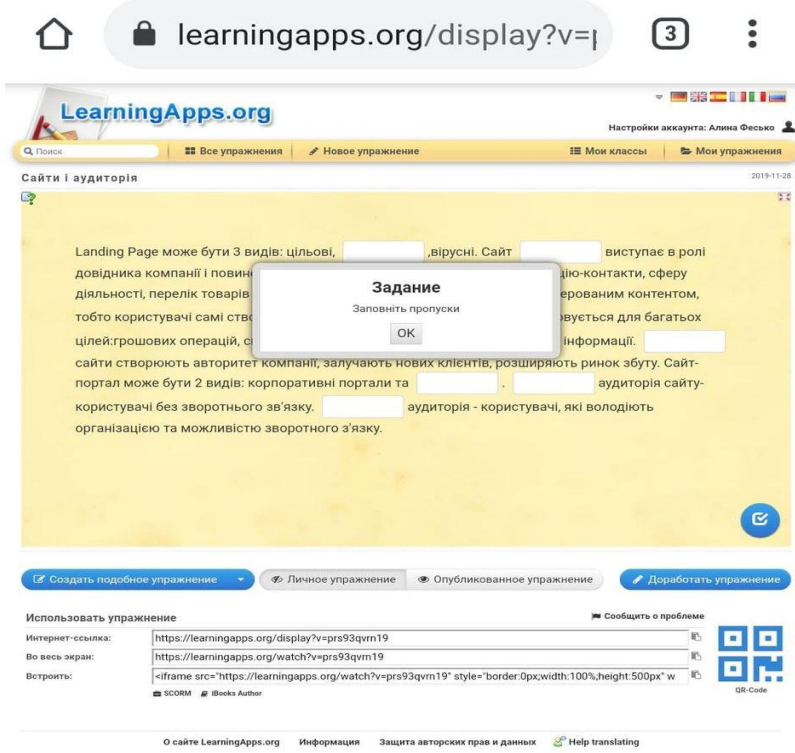 learningapps.org/display?v=p
3
LearningApps.org
Настройки аккаунта: Алина Фесько
Поиск
Все упражнения
Новое упражнение
Мои классы
Мои упражнения
Сайти і аудиторія
2019-11-28
Landing Page може бути 3 видів: цільові, ,вірусні. Сайт виступає в ролі
довідника компанії і повин цію-контакти, сферу
діяльності, перелік товарів ерованим контентом,
тобто користувачі самі ство овується для багатьох
цілей:грошових операцій, с інформації.
сайти створюють авторитет компанії, залучають нових клієнтів, розширяють ринок збуту. Сайт-
портал може бути 2 видів: корпоративні портали та . аудиторія сайту-
користувачі без зворотнього зв'язку. аудиторія - користувачі, які володіють
організацією та можливістю зворотного з'язку.
Задание
Заповніть пропуски
OK
Создать подобное упражнение
Личное упражнение
Опубликованное упражнение
Доработать упражнение
Использовать упражнение
Сообщить о проблеме
Интернет-ссылка: https://learningapps.org/display?v=prs93qvrn19
Во весь экран: https://learningapps.org/watch?v=prs93qvrn19
Встроить: <iframe src="https://learningapps.org/watch?v=prs93qvrn19" style="border:0px;width:100%;height:500px" w
SCORM iBooks Author
QR-Code
О сайте LearningApps.org Информация Защита авторских прав и данных Help translating